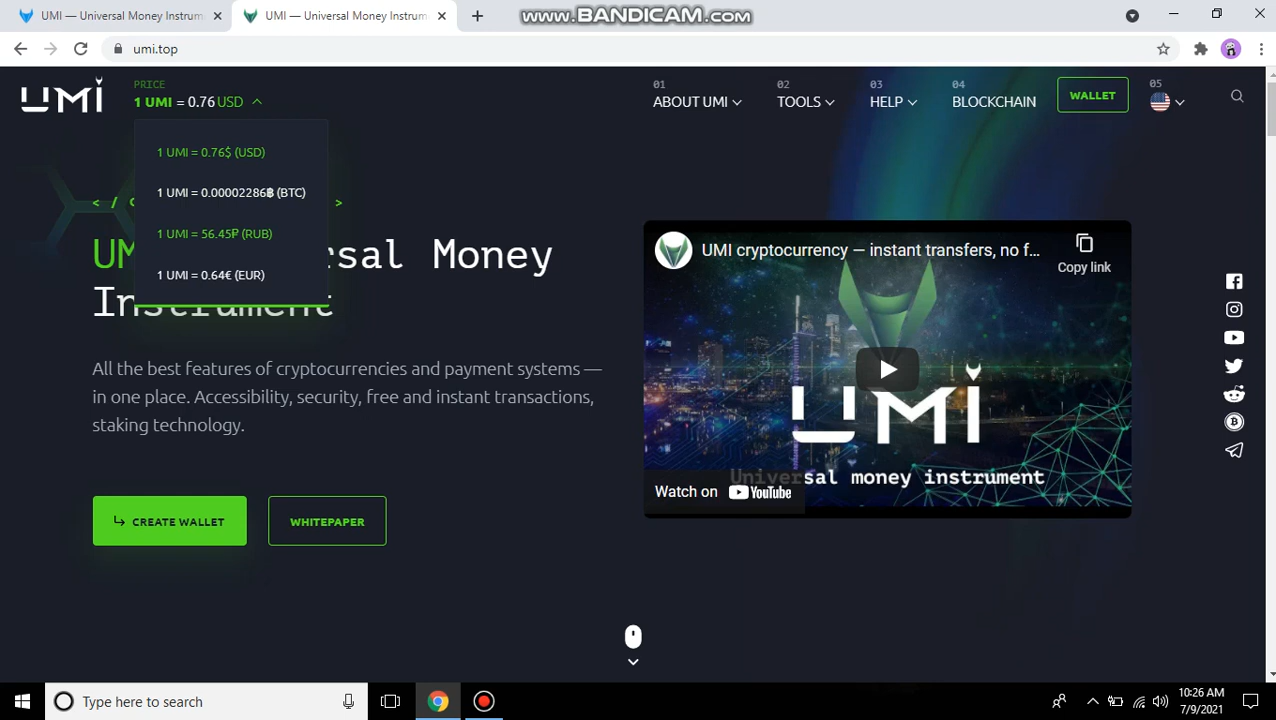 UMI — Universal Money Instrum
UMI — Universal Money Instrum
www.BANDICAM.com
umi.top
UMI
PRICE
1 UMI = 0.76 USD
01
ABOUT UMI
02
TOOLS
03
HELP
04
BLOCKCHAIN
WALLET
05
1 UMI = 0.76$ (USD)
1 UMI = 0.00002286฿ (BTC)
1 UMI = 56.45₽ (RUB)
1 UMI = 0.64€ (EUR)
< / >
UM rsal Money
Instrument
All the best features of cryptocurrencies and payment systems —
in one place. Accessibility, security, free and instant transactions,
staking technology.
CREATE WALLET
WHITEPAPER
UMI cryptocurrency — instant transfers, no f...
Copy link
UMI
Universal money instrument
Watch on YouTube
Type here to search
10:26 AM
7/9/2021